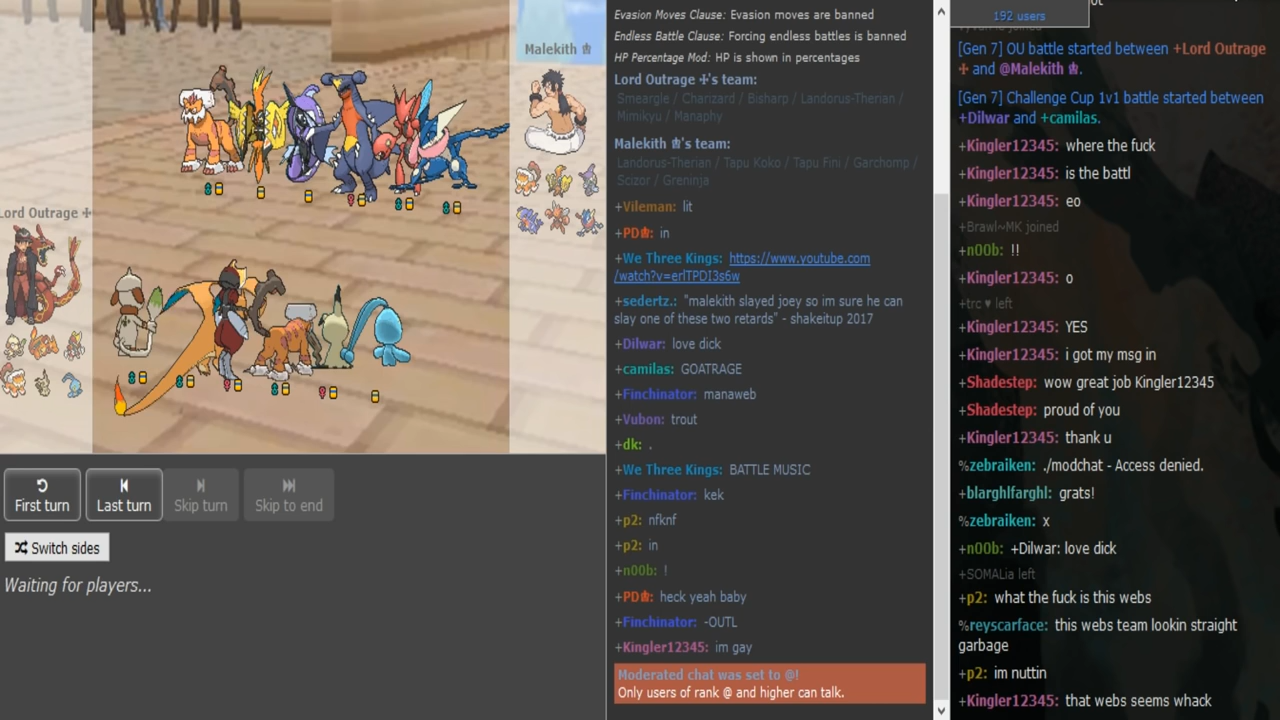 Malekith ♚
Lord Outrage ☩
First turn
Last turn
Skip turn
Skip to end
Switch sides
Waiting for players...
Evasion Moves Clause: Evasion moves are banned
Endless Battle Clause: Forcing endless battles is banned
HP Percentage Mod: HP is shown in percentages
Lord Outrage ☩'s team:
Smeargle / Charizard / Bisharp / Landorus-Therian /
Mimikyu / Manaphy
Malekith ♚'s team:
Landorus-Therian / Tapu Koko / Tapu Fini / Garchomp /
Scizor / Greninja
+Vileman: lit
+PD♚: in
+We Three Kings: https://www.youtube.com
/watch?v=erlTPDI3s6w
+sedertz.: "malekith slayed joey so im sure he can
slay one of these two retards" - shakeitup 2017
+Dilwar: love dick
+camilas: GOATRAGE
+Finchinator: manaweb
+Vubon: trout
+dk: .
+We Three Kings: BATTLE MUSIC
+Finchinator: kek
+p2: nfknf
+p2: in
+n00b: !
+PD♚: heck yeah baby
+Finchinator: -OUTL
+Kingler12345: im gay
Moderated chat was set to @!
Only users of rank @ and higher can talk.
192 users
[Gen 7] OU battle started between +Lord Outrage
☩ and @Malekith ♚.
[Gen 7] Challenge Cup 1v1 battle started between
+Dilwar and +camilas.
+Kingler12345: where the fuck
+Kingler12345: is the battl
+Kingler12345: eo
+Brawl~MK joined
+n00b: !!
+Kingler12345: o
+trc ♥ left
+Kingler12345: YES
+Kingler12345: i got my msg in
+Shadestep: wow great job Kingler12345
+Shadestep: proud of you
+Kingler12345: thank u
%zebraiken: ./modchat - Access denied.
+blarghlfarghl: grats!
%zebraiken: x
+n00b: +Dilwar: love dick
+SOMALia left
+p2: what the fuck is this webs
%reyscarface: this webs team lookin straight
garbage
+p2: im nuttin
+Kingler12345: that webs seems whack